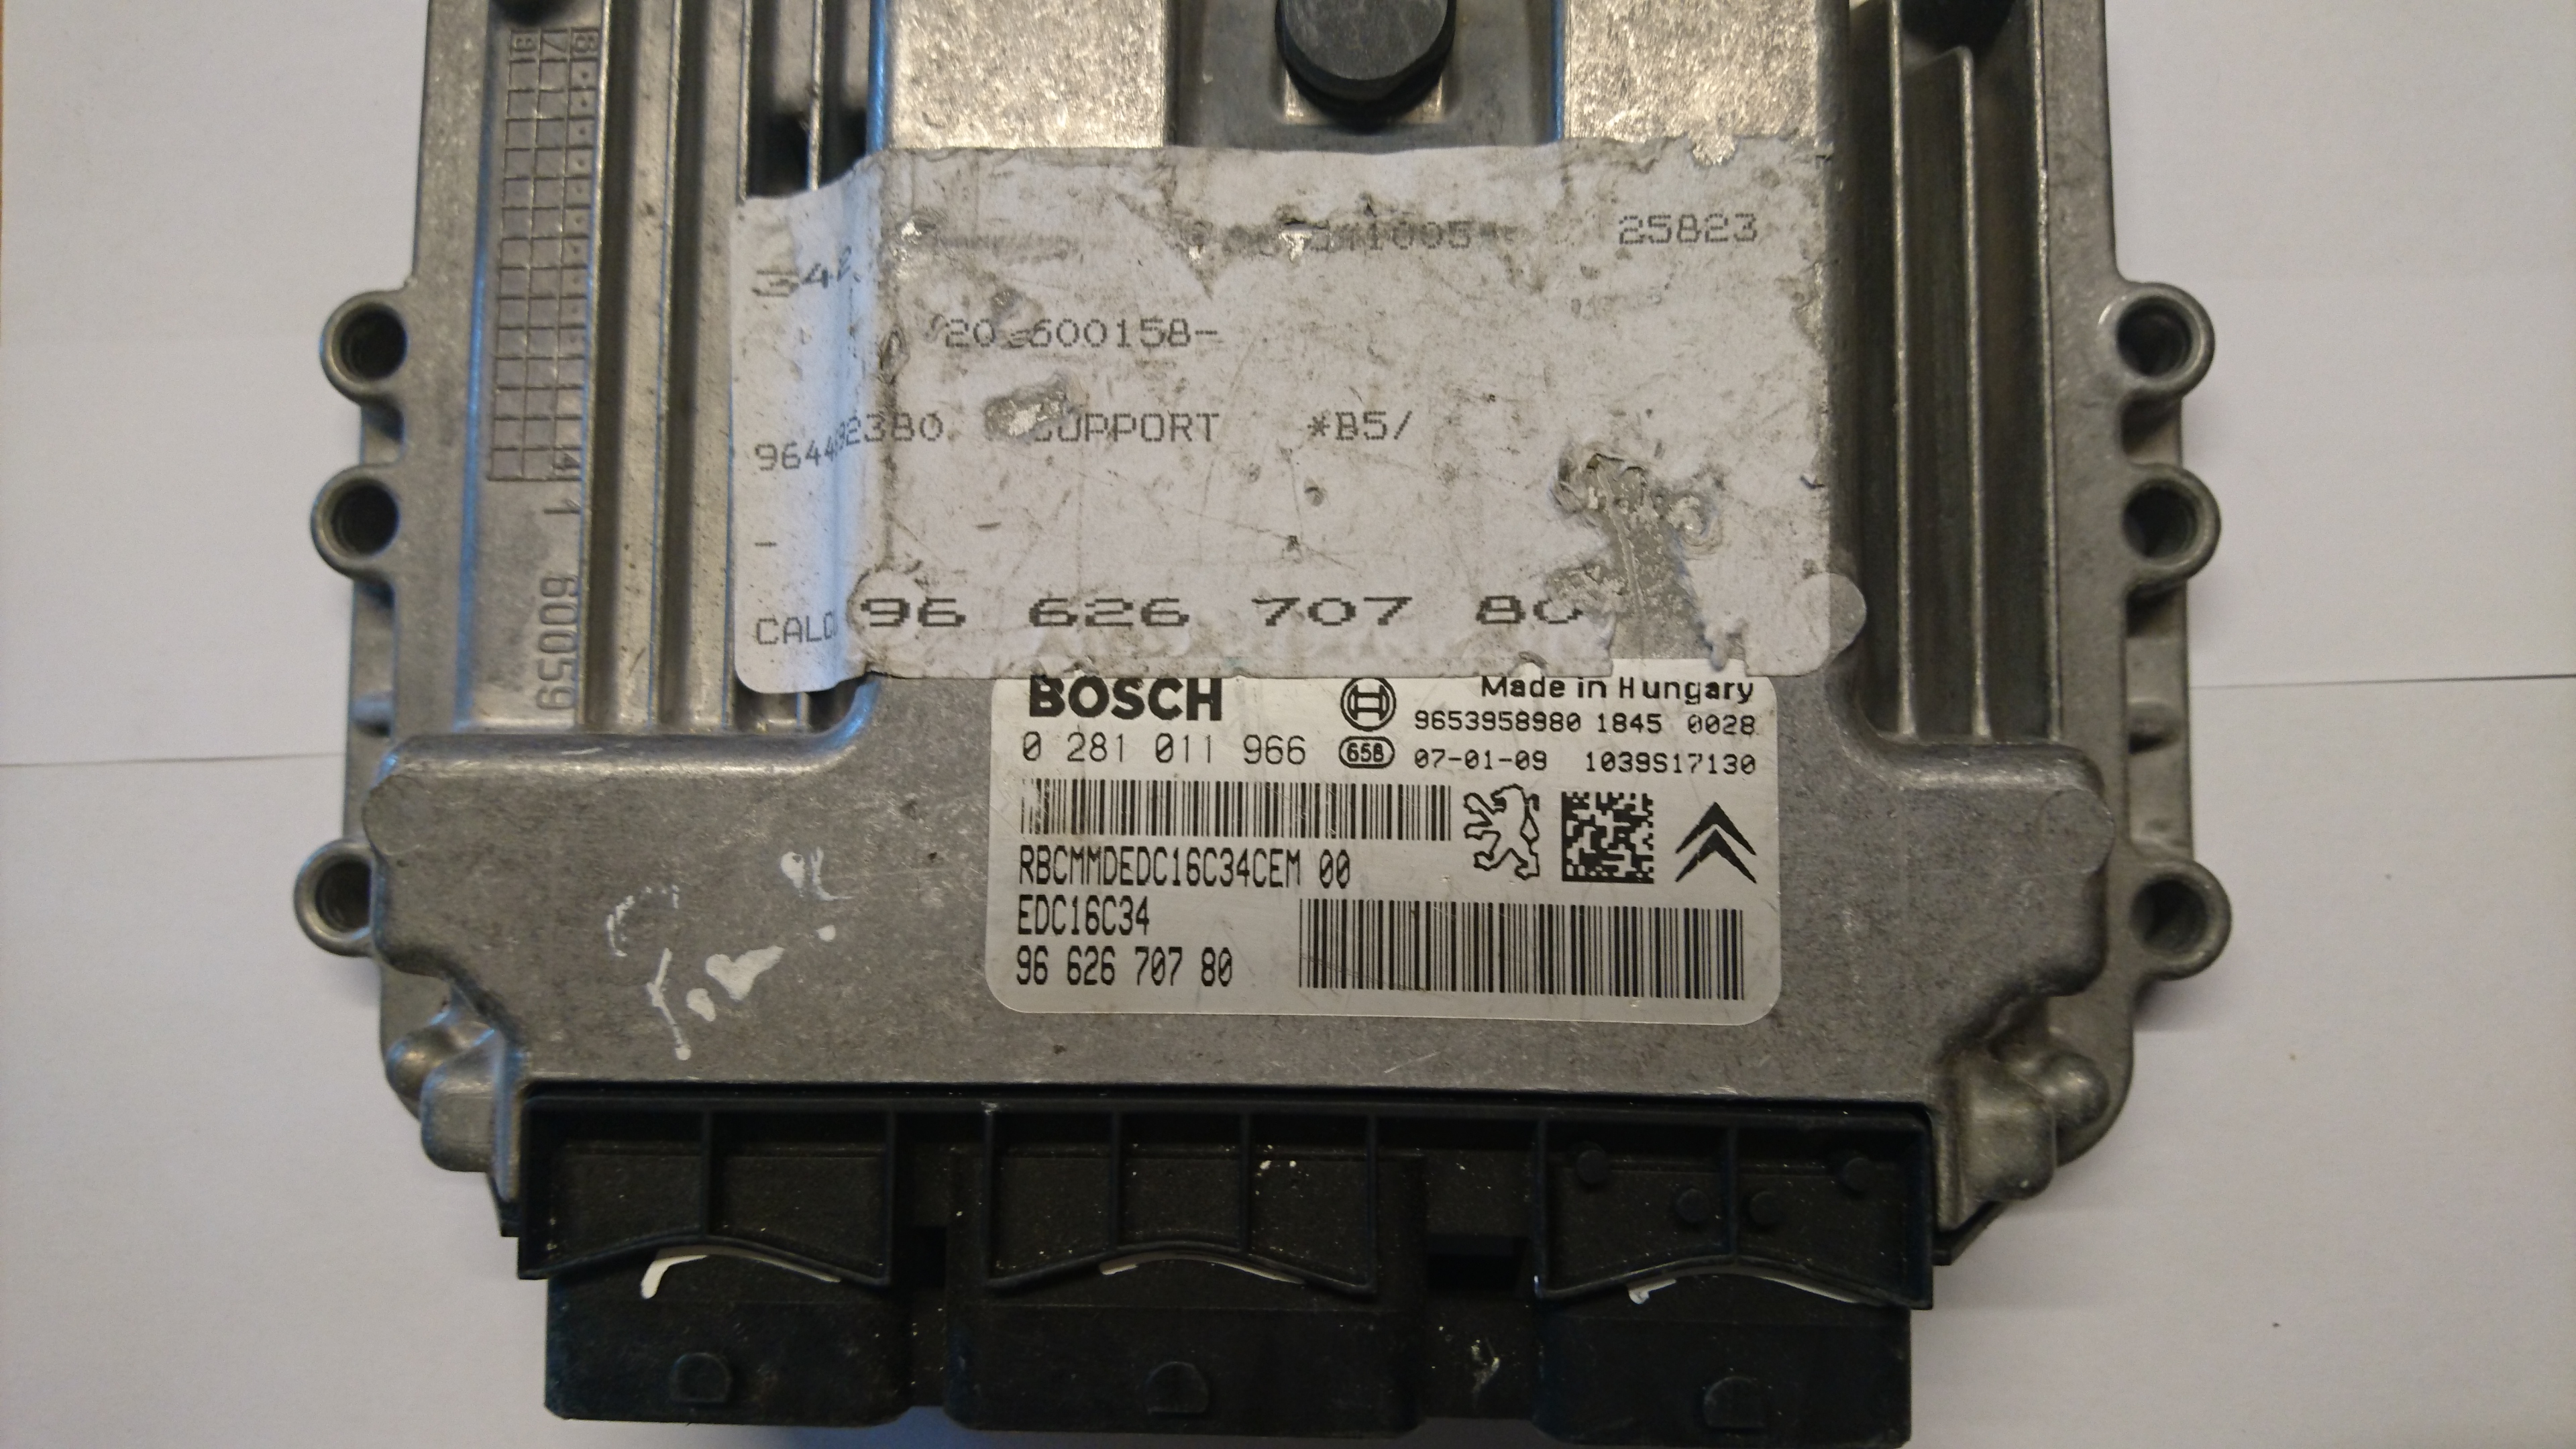 25823
600158-
SUPPORT *B5/
-
96 626 707 80
BOSCH
Made in Hungary
9653958980 1845 0028
0 281 011 966
658
07-01-09 1039S17130
RBCMMDEDC16C34CEM 00
EDC16C34
96 626 707 80
60059